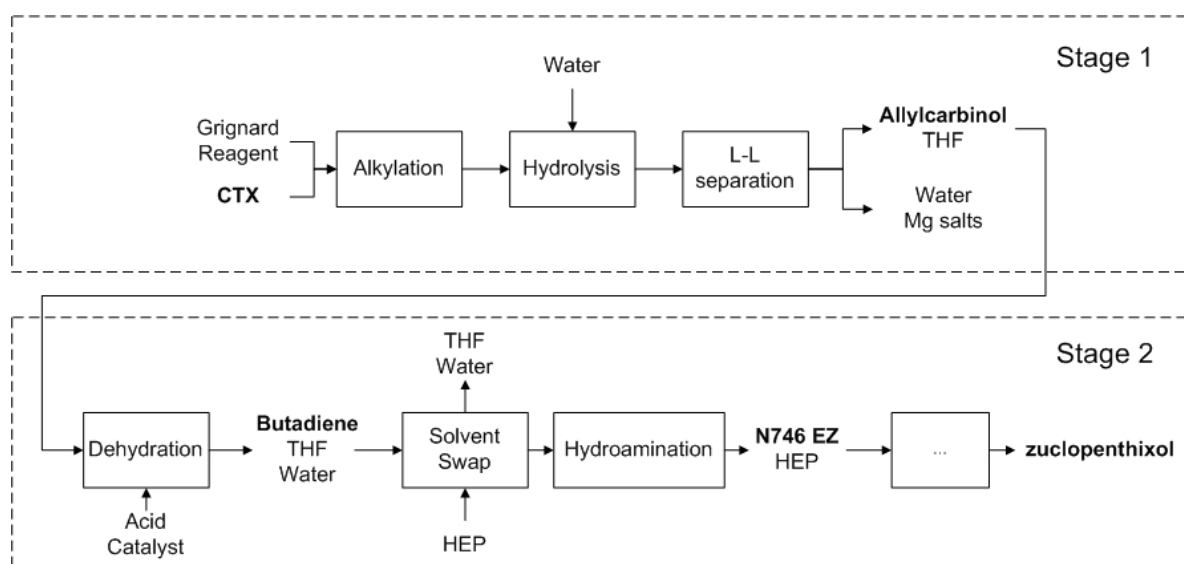 Stage 1
Water
Grignard
Reagent
CTX
Alkylation
Hydrolysis
L-L
separation
Allylcarbinol
THF
Water
Mg salts
Stage 2
THF
Water
Dehydration
Butadiene
THF
Water
Solvent
Swap
Hydroamination
N746 EZ
HEP
...
zuclopenthixol
Acid
Catalyst
HEP